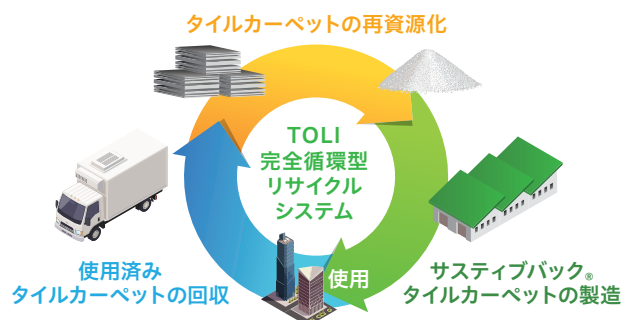 タイルカーペットの再資源化
TOLI
完全循環型
リサイクル
システム
使用
使用済み
タイルカーペットの回収
サスティブバック®
タイルカーペットの製造